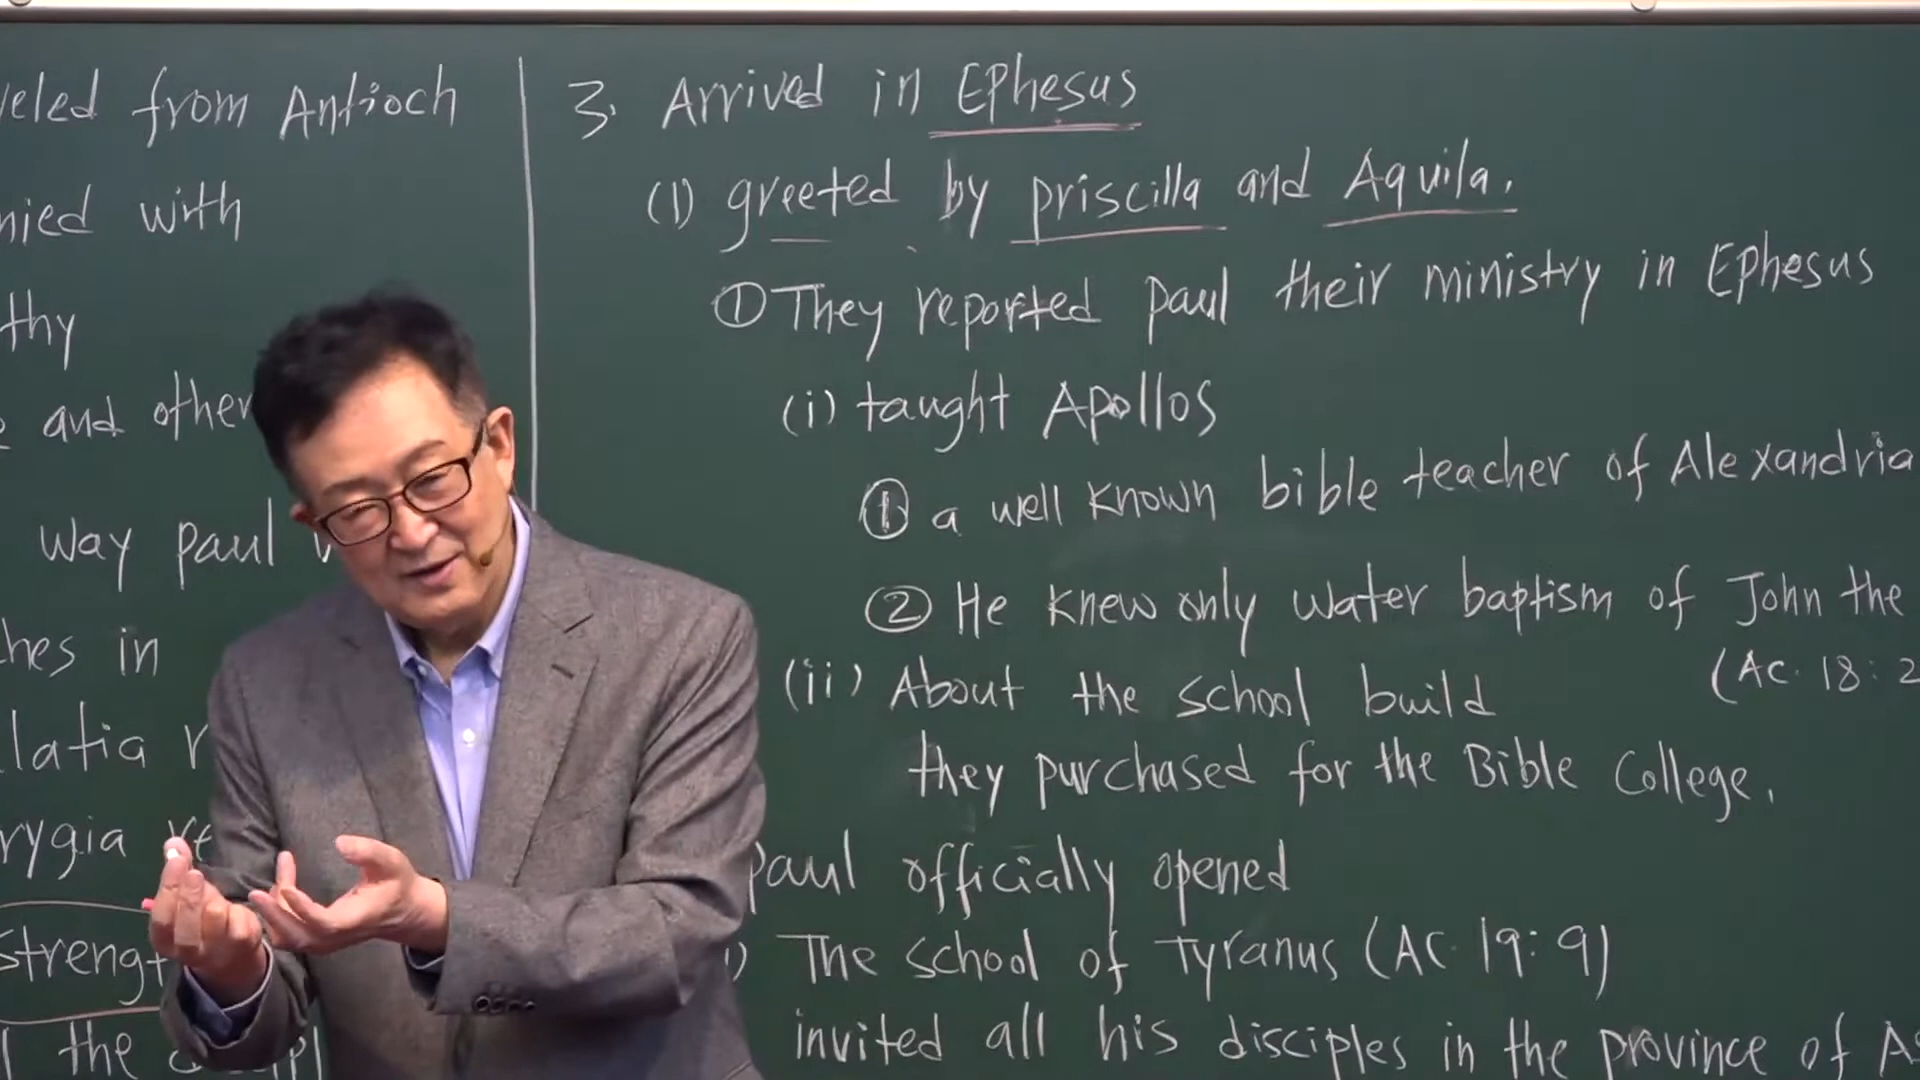 veled from Antioch
nied with
thy
and other
way paul
ches in
latia r
rygia re
Strengt
the
3. Arrived in Ephesus
(1) greeted by priscilla and Aquila.
① They reported paul their ministry in Ephesus
(i) taught Apollos
① a well known bible teacher of Alexandria
② He knew only water baptism of John the
(AC. 18:2
(ii) About the school build
they purchased for the Bible College.
paul officially opened
) The school of Tyranus (AC. 19:9)
invited all his disciples in the province of As